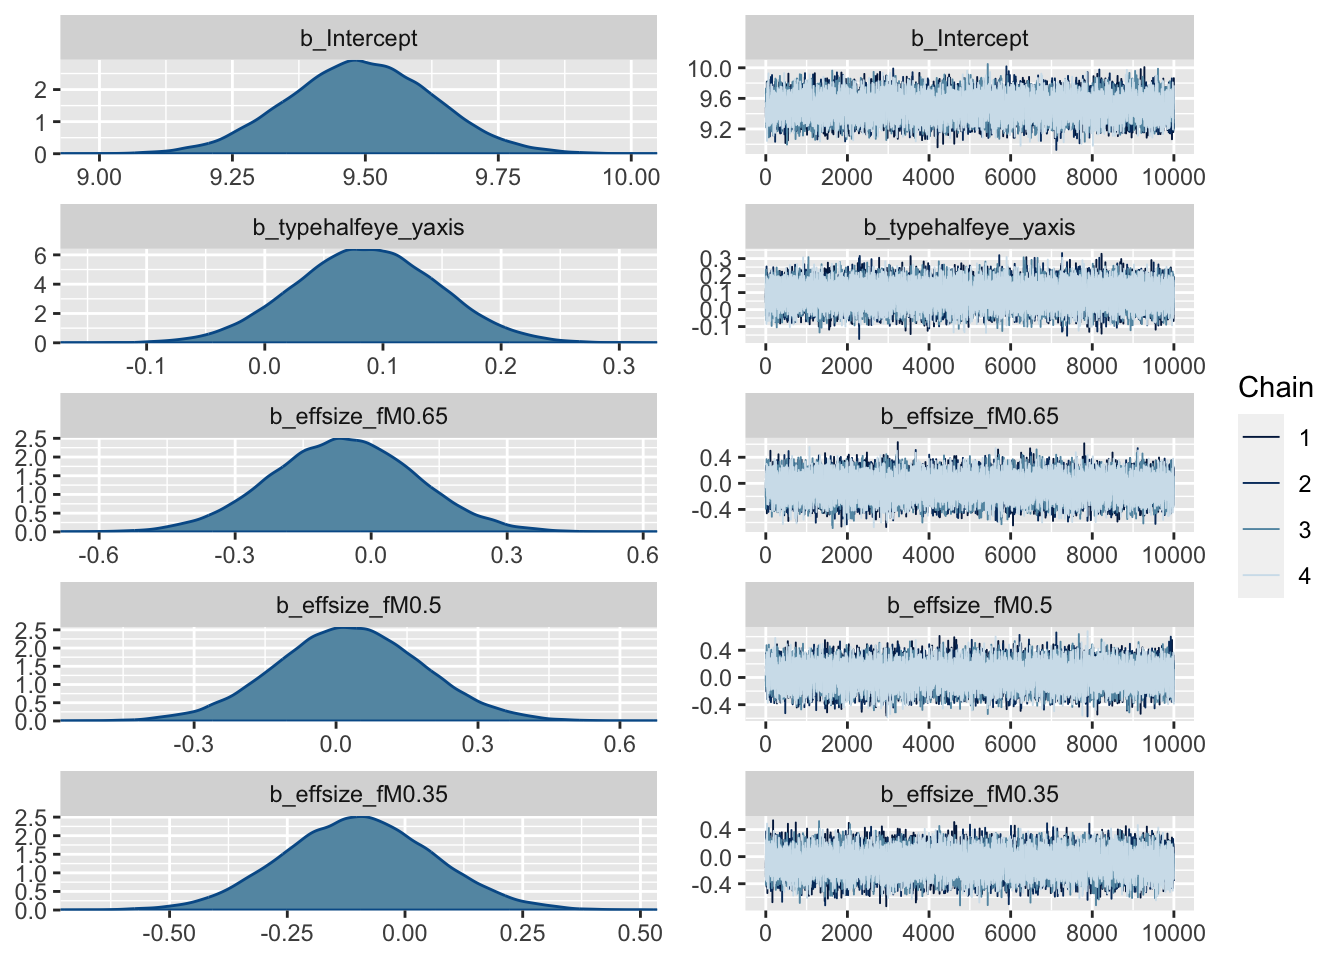 b_Intercept
2
1
0
9.00 9.25 9.50 9.75 10.00
b_Intercept
10.0
9.6
9.2
0 2000 4000 6000 8000 10000
b_typehalfeye_yaxis
6
4
2
0
-0.1 0.0 0.1 0.2 0.3
b_typehalfeye_yaxis
0.3
0.2
0.1
0.0
-0.1
0 2000 4000 6000 8000 10000
b_effsize_fM0.65
2.5
2.0
1.5
1.0
0.5
0.0
-0.6 -0.3 0.0 0.3 0.6
b_effsize_fM0.65
0.4
0.0
-0.4
0 2000 4000 6000 8000 10000
b_effsize_fM0.5
2.5
2.0
1.5
1.0
0.5
0.0
-0.3 0.0 0.3 0.6
b_effsize_fM0.5
0.4
0.0
-0.4
0 2000 4000 6000 8000 10000
b_effsize_fM0.35
2.5
2.0
1.5
1.0
0.5
0.0
-0.50 -0.25 0.00 0.25 0.50
b_effsize_fM0.35
0.4
0.0
-0.4
0 2000 4000 6000 8000 10000
Chain
1
2
3
4